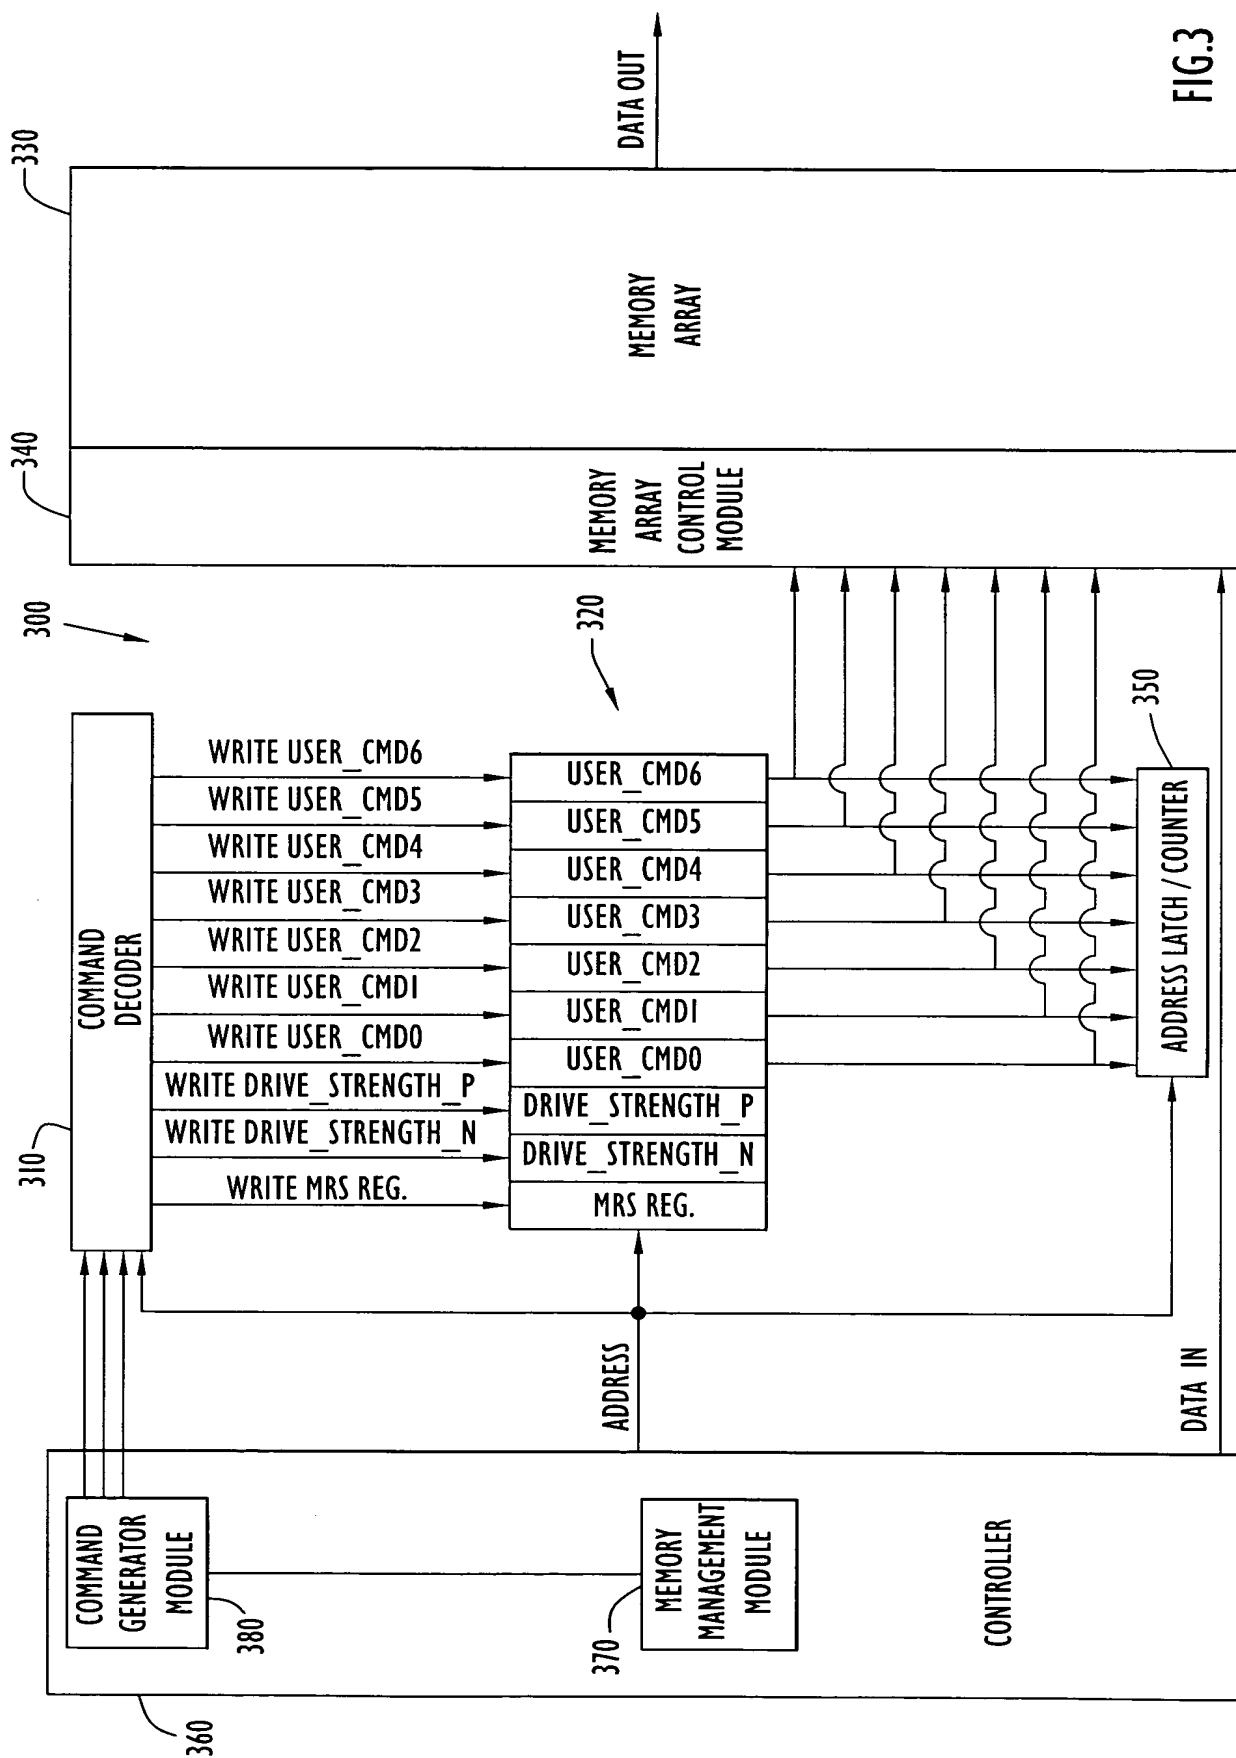 300
310
COMMAND
DECODER
340
330
WRITE MRS REG.
WRITE DRIVE_STRENGTH_N
WRITE DRIVE_STRENGTH_P
WRITE USER_CMD0
WRITE USER_CMD1
WRITE USER_CMD2
WRITE USER_CMD3
WRITE USER_CMD4
WRITE USER_CMD5
WRITE USER_CMD6
320
MRS REG.
DRIVE_STRENGTH_N
DRIVE_STRENGTH_P
USER_CMD0
USER_CMD1
USER_CMD2
USER_CMD3
USER_CMD4
USER_CMD5
USER_CMD6
360
COMMAND
GENERATOR
MODULE
380
370
MEMORY
MANAGEMENT
MODULE
CONTROLLER
ADDRESS
DATA IN
ADDRESS LATCH / COUNTER
350
MEMORY
ARRAY
CONTROL
MODULE
MEMORY
ARRAY
DATA OUT
FIG.3